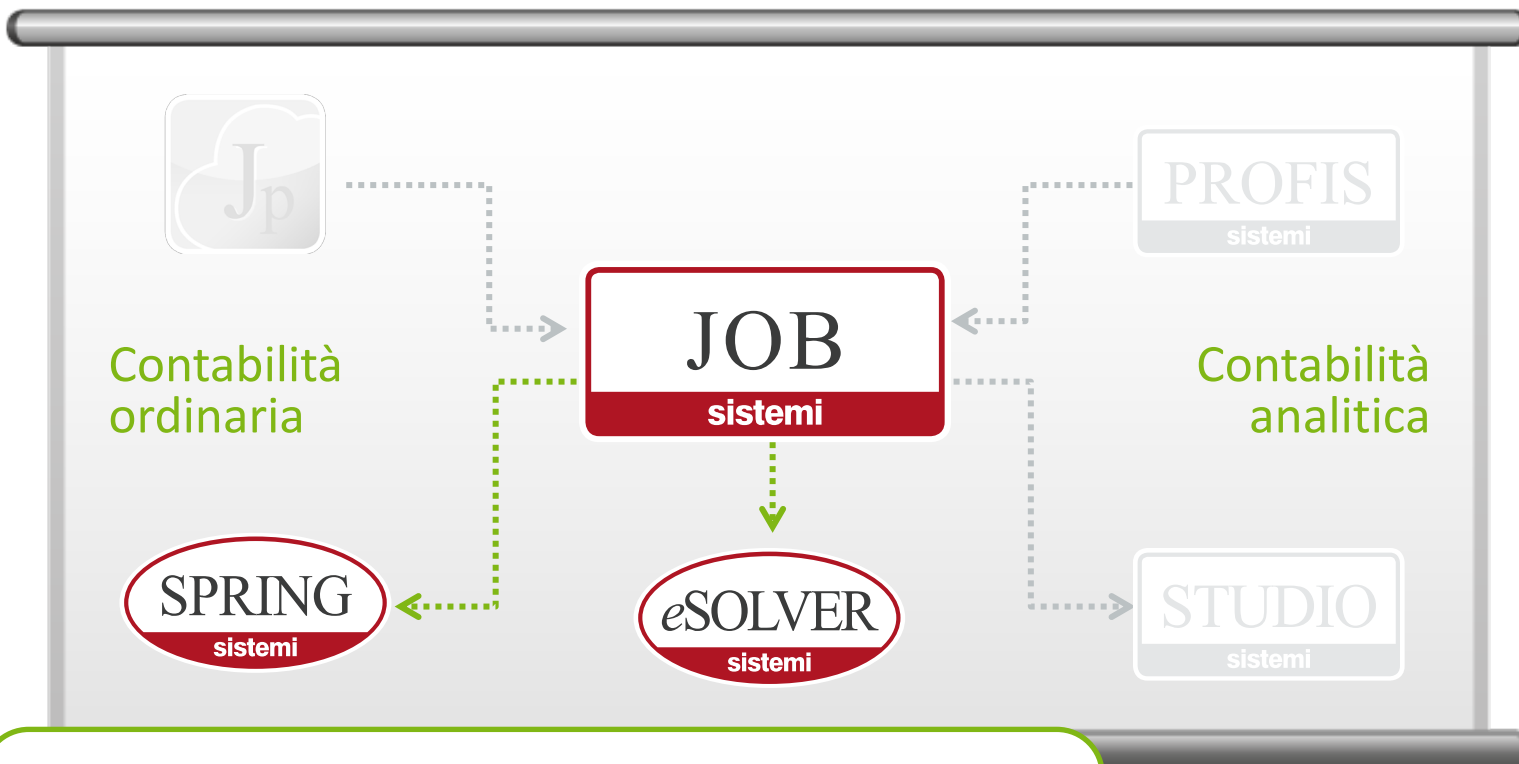 Jp
PROFIS
sistemi
JOB
sistemi
Contabilità
ordinaria
Contabilità
analitica
SPRING
sistemi
eSOLVER
sistemi
STUDIO
sistemi